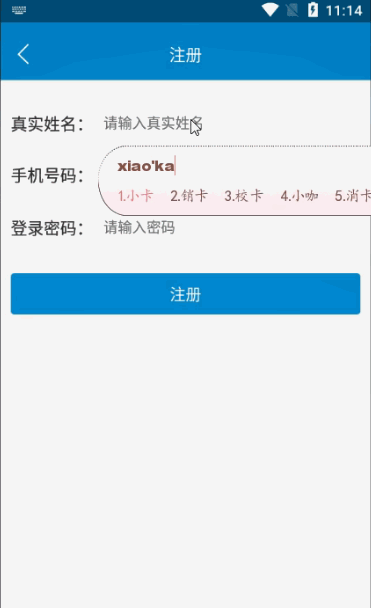 11:14
注册
真实姓名： 请输入真实姓名
xiao'ka
手机号码：
1.小卡 2.销卡 3.校卡 4.小咖 5.消卡
登录密码： 请输入密码
注册